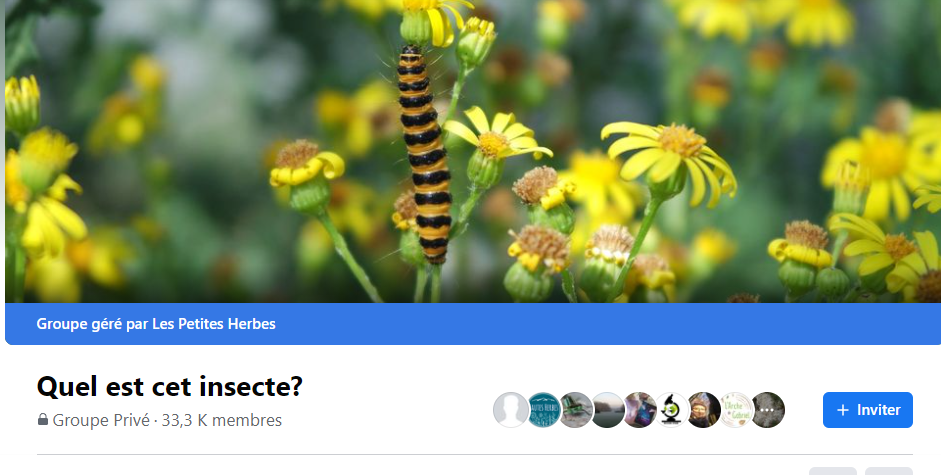 Groupe géré par Les Petites Herbes
Quel est cet insecte?
Groupe Privé · 33,3 K membres
+ Inviter